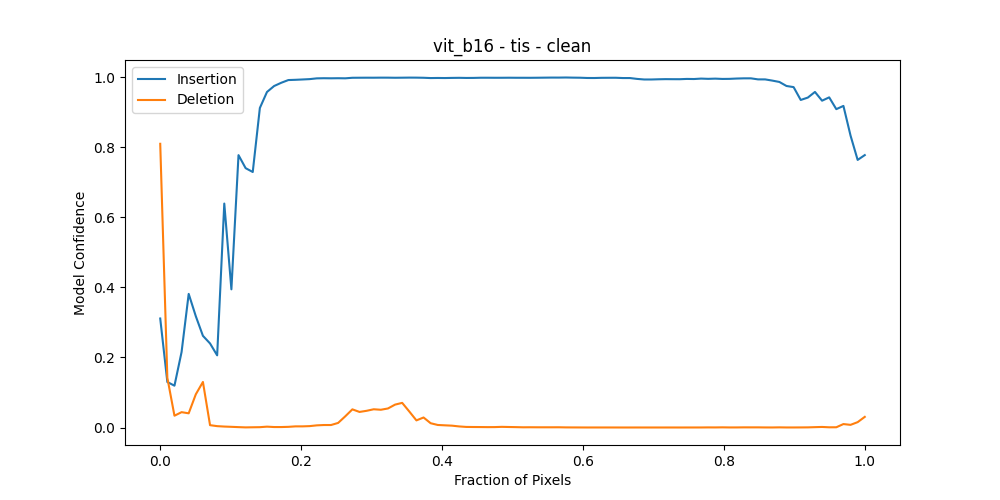 vit_b16 - tis - clean
Insertion
Deletion
1.0
0.8
0.6
0.4
0.2
0.0
Model Confidence
0.0 0.2 0.4 0.6 0.8 1.0
Fraction of Pixels